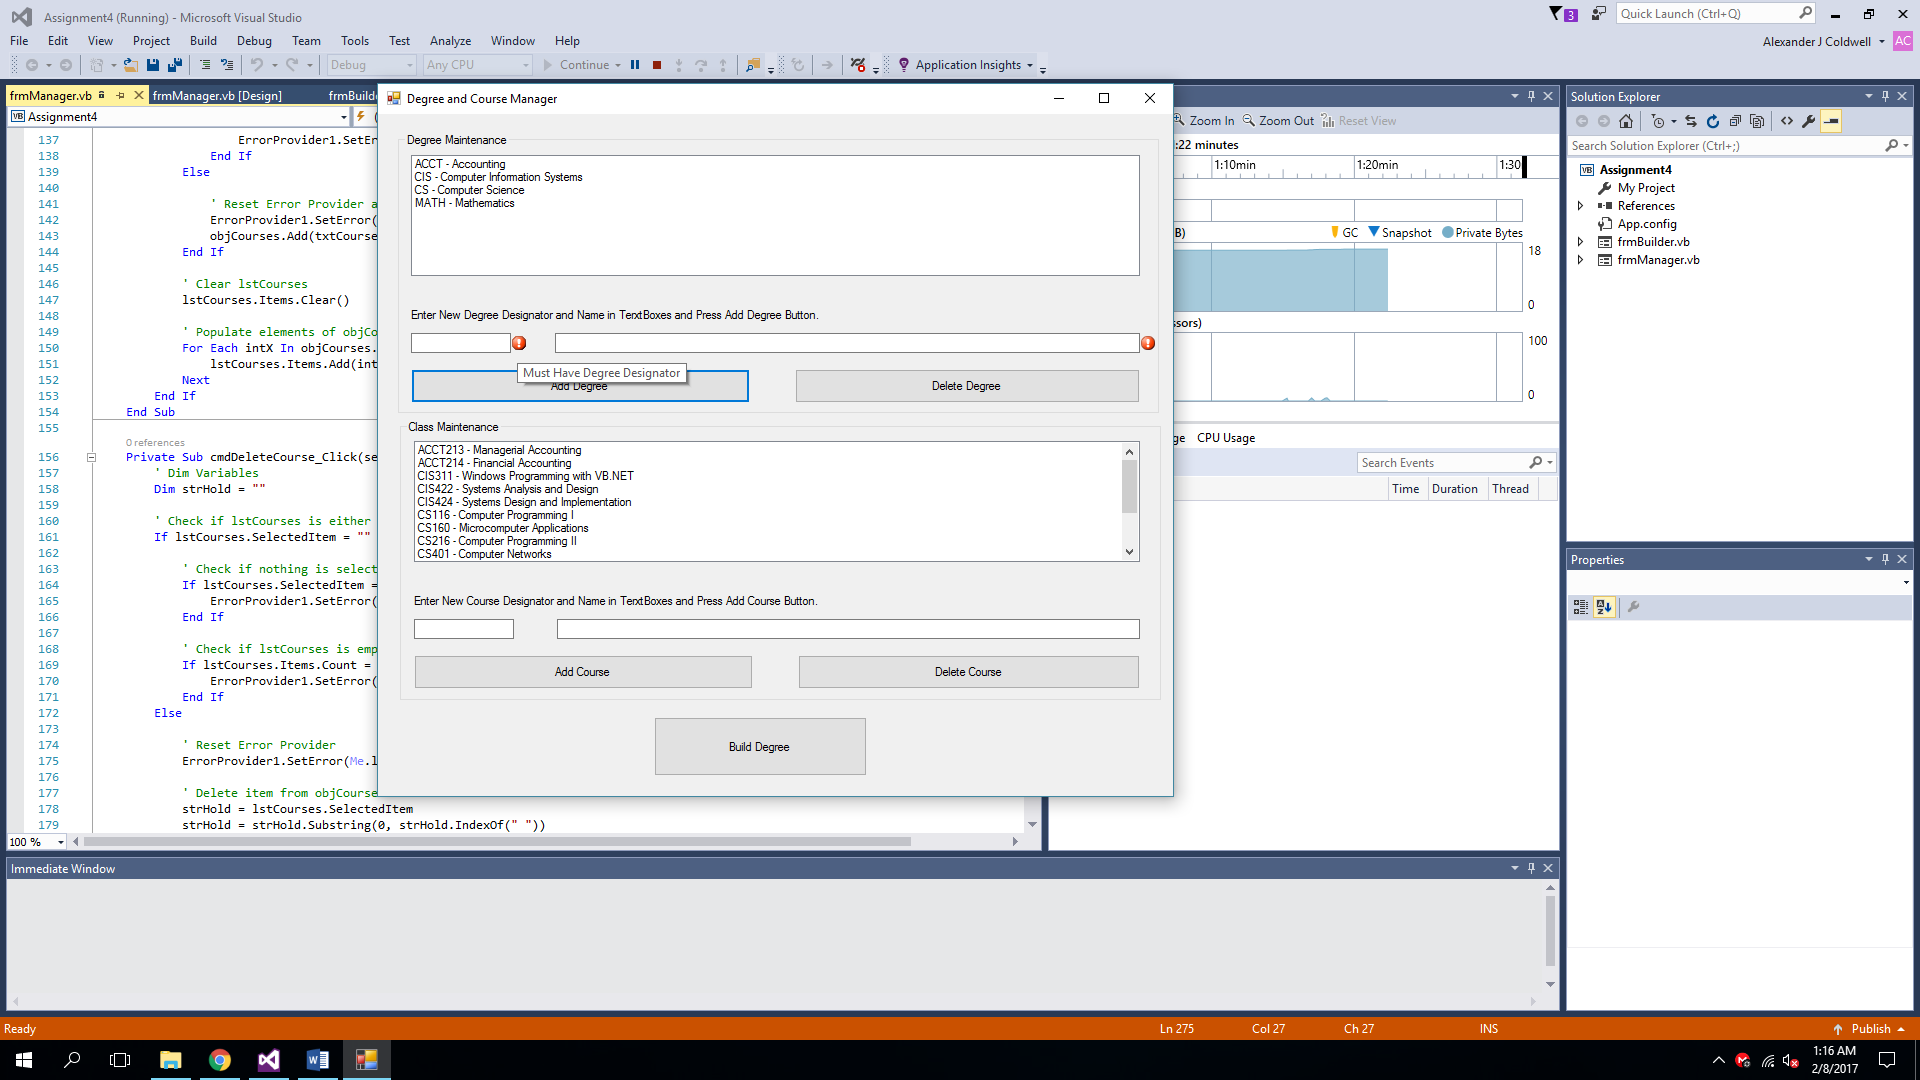 Assignment4 (Running) - Microsoft Visual Studio
3
Quick Launch (Ctrl+Q)
File Edit View Project Build Debug Team Tools Test Analyze Window Help
Alexander J Coldwell AC
Debug Any CPU Continue Application Insights
frmManager.vb frmManager.vb [Design] frmBuilde
VB Assignment4
137 ErrorProvider1.SetErr
138 End If
139 Else
140
141 ' Reset Error Provider a
142 ErrorProvider1.SetError(
143 objCourses.Add(txtCourse
144 End If
145
146 ' Clear lstCourses
147 lstCourses.Items.Clear()
148
149 ' Populate elements of objCo
150 For Each intX In objCourses.
151 lstCourses.Items.Add(int
152 Next
153 End If
154 End Sub
155
0 references
156 Private Sub cmdDeleteCourse_Click(se
157 ' Dim Variables
158 Dim strHold = ""
159
160 ' Check if lstCourses is either
161 If lstCourses.SelectedItem = ""
162
163 ' Check if nothing is select
164 If lstCourses.SelectedItem =
165 ErrorProvider1.SetError(
166 End If
167
168 ' Check if lstCourses is emp
169 If lstCourses.Items.Count =
170 ErrorProvider1.SetError(
171 End If
172 Else
173
174 ' Reset Error Provider
175 ErrorProvider1.SetError(Me.l
176
177 ' Delete item from objCourse
178 strHold = lstCourses.SelectedItem
179 strHold = strHold.Substring(0, strHold.IndexOf(" "))
100 %
Degree and Course Manager
Degree Maintenance
ACCT - Accounting
CIS - Computer Information Systems
CS - Computer Science
MATH - Mathematics
Enter New Degree Designator and Name in TerxtBoxes and Press Add Degree Button.
Must Have Degree Designator
Add Degree
Delete Degree
Class Maintenance
ACCT213 - Managerial Accounting
ACCT214 - Financial Accounting
CIS311 - Windows Programming with VB.NET
CIS422 - Systems Analysis and Design
CIS424 - Systems Design and Implementation
CS116 - Computer Programming I
CS160 - Microcomputer Applications
CS216 - Computer Programming II
CS401 - Computer Networks
Enter New Course Designator and Name in TerxtBoxes and Press Add Course Button.
Add Course
Delete Course
Build Degree
Zoom In Zoom Out Reset View
:22 minutes
1:10min 1:20min 1:30
B) GC Snapshot Private Bytes
18
0
ssors)
100
0
ge CPU Usage
Search Events
Time Duration Thread
Solution Explorer
Search Solution Explorer (Ctrl+;)
VB Assignment4
My Project
References
App.config
frmBuilder.vb
frmManager.vb
Properties
Immediate Window
Ready Ln 275 Col 27 Ch 27 INS Publish
1:16 AM
2/8/2017